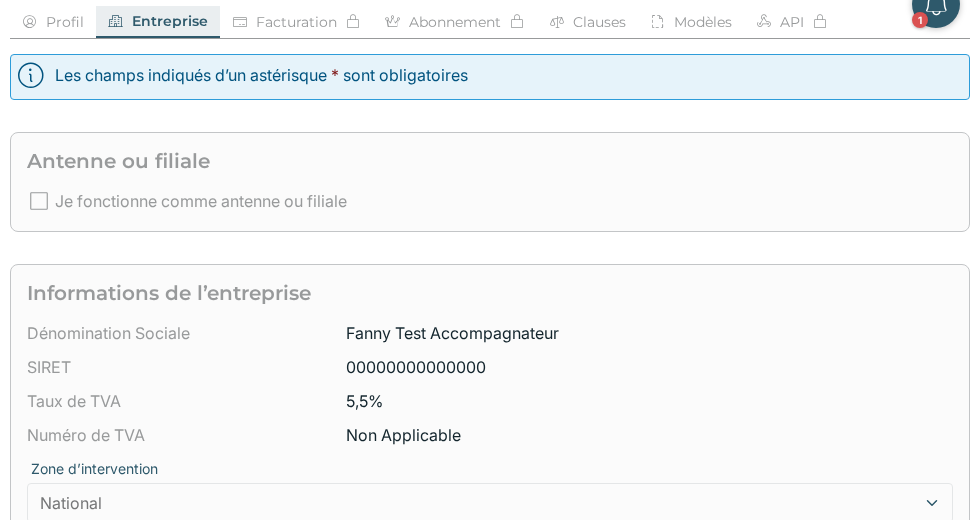 Profil Entreprise Facturation Abonnement Clauses Modèles API 1
Les champs indiqués d’un astérisque * sont obligatoires
Antenne ou filiale
Je fonctionne comme antenne ou filiale
Informations de l’entreprise
Dénomination Sociale Fanny Test Accompagnateur
SIRET 00000000000000
Taux de TVA 5,5%
Numéro de TVA Non Applicable
Zone d’intervention
National